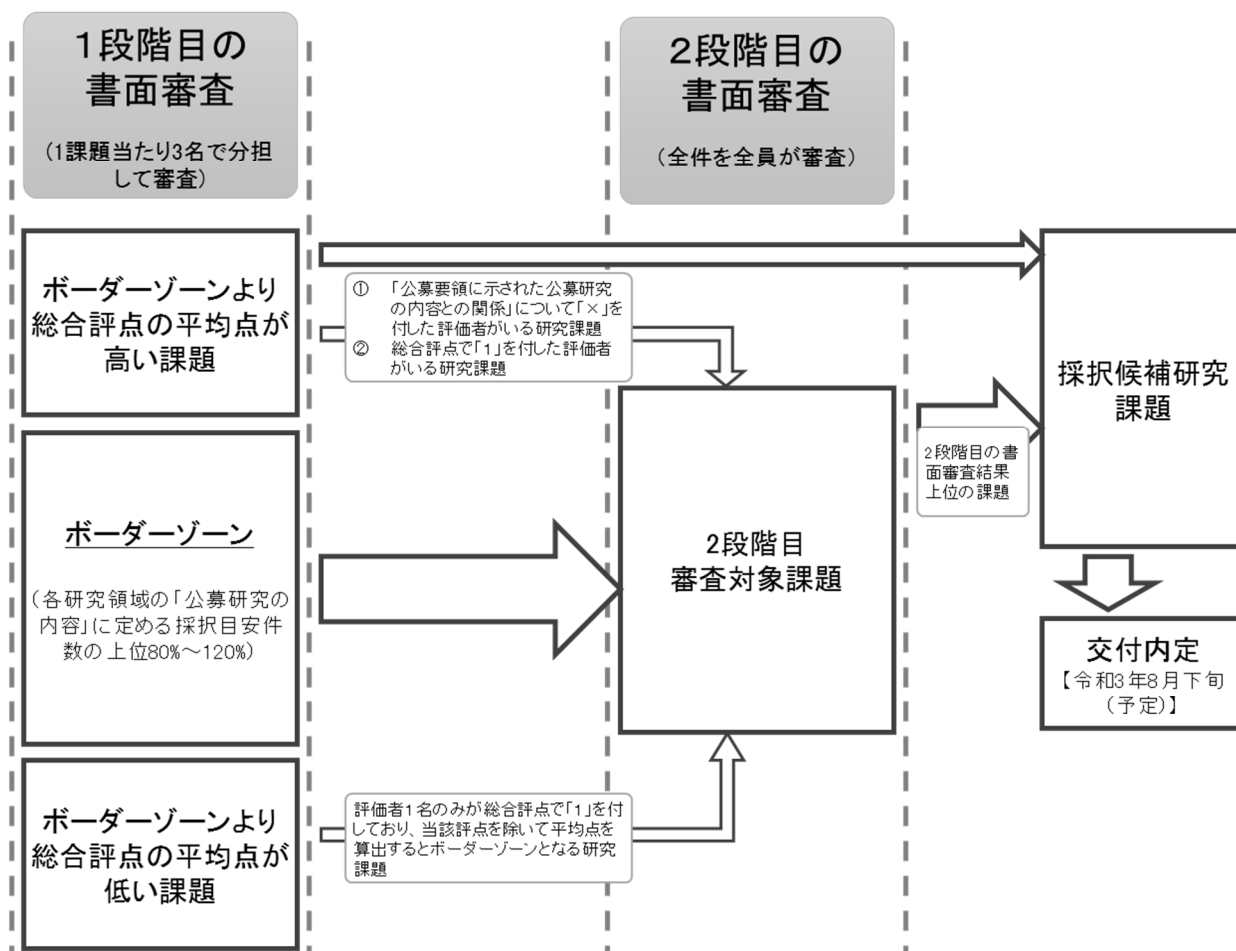 1段階目の
書面審査
（1課題当たり3名で分担
して審査）
2段階目の
書面審査
（全件を全員が審査）
ボーダーゾーンより
総合評点の平均点が
高い課題
① 「公募要領に示された公募研究
の内容との関係」について「×」を
付した評価者がいる研究課題
② 総合評点で「1」を付した評価者
がいる研究課題
採択候補研究
課題
ボーダーゾーン
（各研究領域の「公募研究の
内容」に定める採択目安件
数の上位80%～120%）
2段階目
審査対象課題
2段階目の書
面審査結果
上位の課題
交付内定
【令和3年8月下旬
（予定）】
ボーダーゾーンより
総合評点の平均点が
低い課題
評価者1名のみが総合評点で「1」を付
しており、当該評点を除いて平均点を
算出するとボーダーゾーンとなる研究
課題